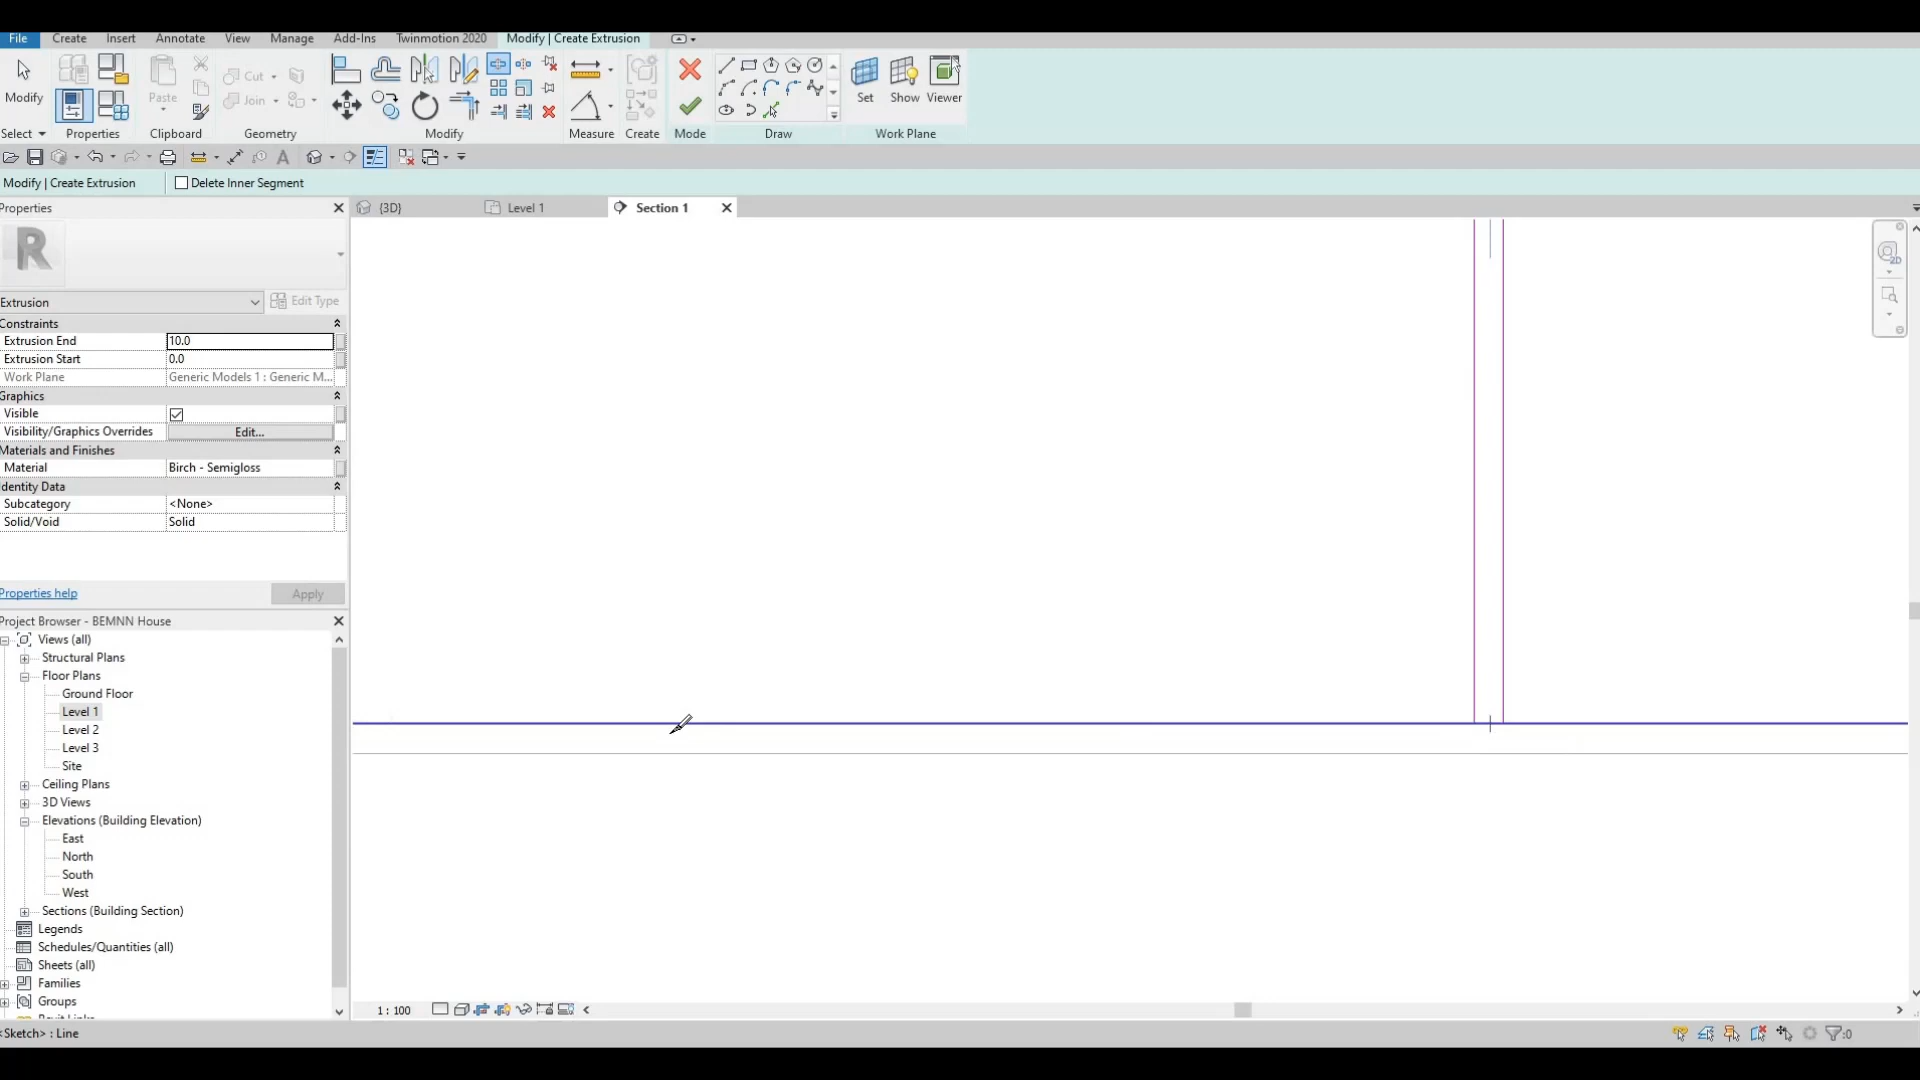 File Create Insert Annotate View Manage Add-Ins Twinmotion 2020 Modify | Create Extrusion
Cut
Modify Paste Join Set Show Viewer
Select Properties Clipboard Geometry Modify Measure Create Mode Draw Work Plane
Modify | Create Extrusion Delete Inner Segment
Properties {3D} Level 1 Section 1
R
Extrusion Edit Type
Constraints
Extrusion End 10.0
Extrusion Start 0.0
Work Plane Generic Models 1 : Generic M...
Graphics
Visible
Visibility/Graphics Overrides Edit...
Materials and Finishes
Material Birch - Semigloss
dentity Data
Subcategory <None>
Solid/Void Solid
Properties help Apply
Project Browser - BEMNN House
Views (all)
Structural Plans
Floor Plans
Ground Floor
Level 1
Level 2
Level 3
Site
Ceiling Plans
3D Views
Elevations (Building Elevation)
East
North
South
West
Sections (Building Section)
Legends
Schedules/Quantities (all)
Sheets (all)
Families
Groups
1 : 100
<Sketch> : Line :0
2D